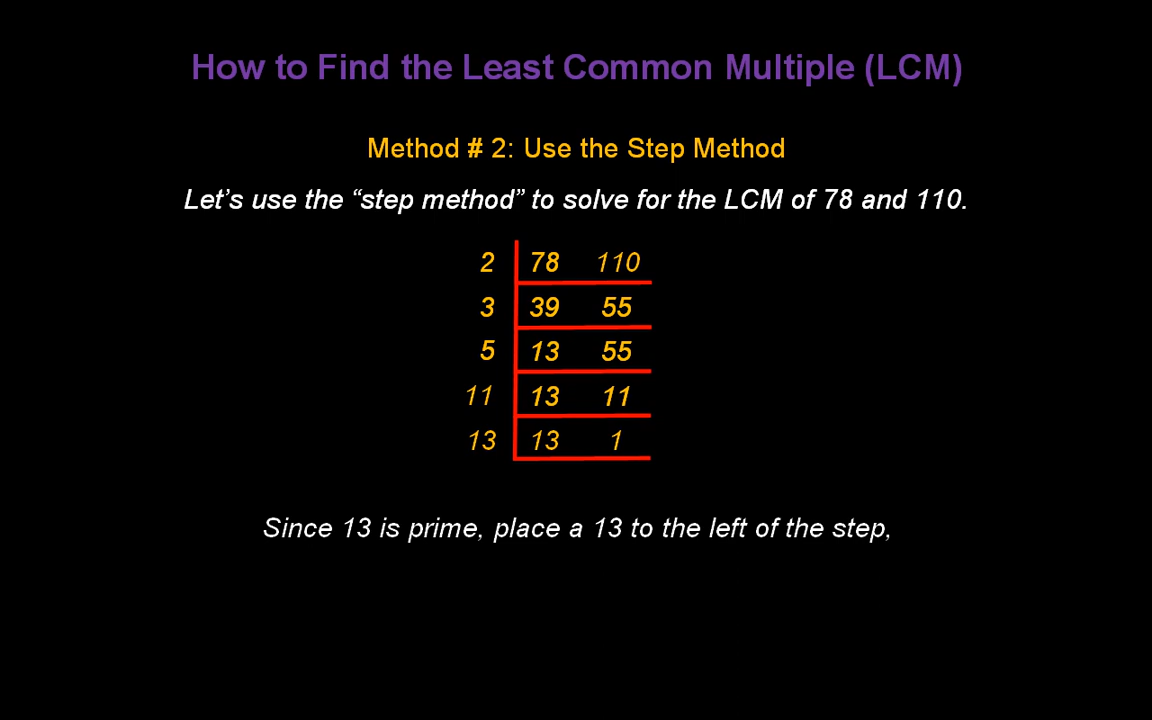 How to Find the Least Common Multiple (LCM)
Method # 2: Use the Step Method
Let’s use the “step method” to solve for the LCM of 78 and 110.
2 78 110
3 39 55
5 13 55
11 13 11
13 13 1
Since 13 is prime, place a 13 to the left of the step,